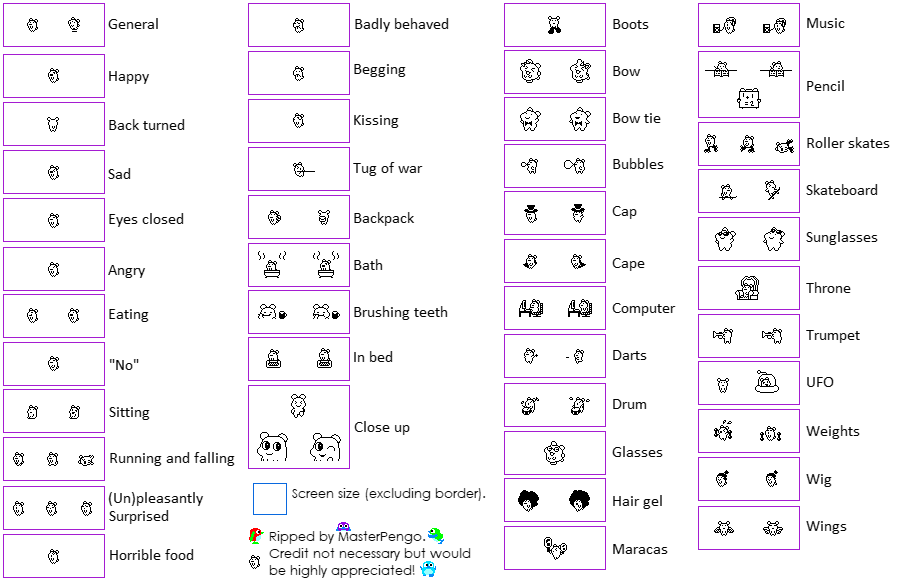 General
Happy
Back turned
Sad
Eyes closed
Angry
Eating
"No"
Sitting
Running and falling
(Un)pleasantly
Surprised
Horrible food
Badly behaved
Begging
Kissing
Tug of war
Backpack
Bath
Brushing teeth
In bed
Close up
Screen size (excluding border).
Ripped by MasterPengo.
Credit not necessary but would
be highly appreciated!
Boots
Bow
Bow tie
Bubbles
Cap
Cape
Computer
Darts
Drum
Glasses
Hair gel
Maracas
Music
Pencil
Roller skates
Skateboard
Sunglasses
Throne
Trumpet
UFO
Weights
Wig
Wings